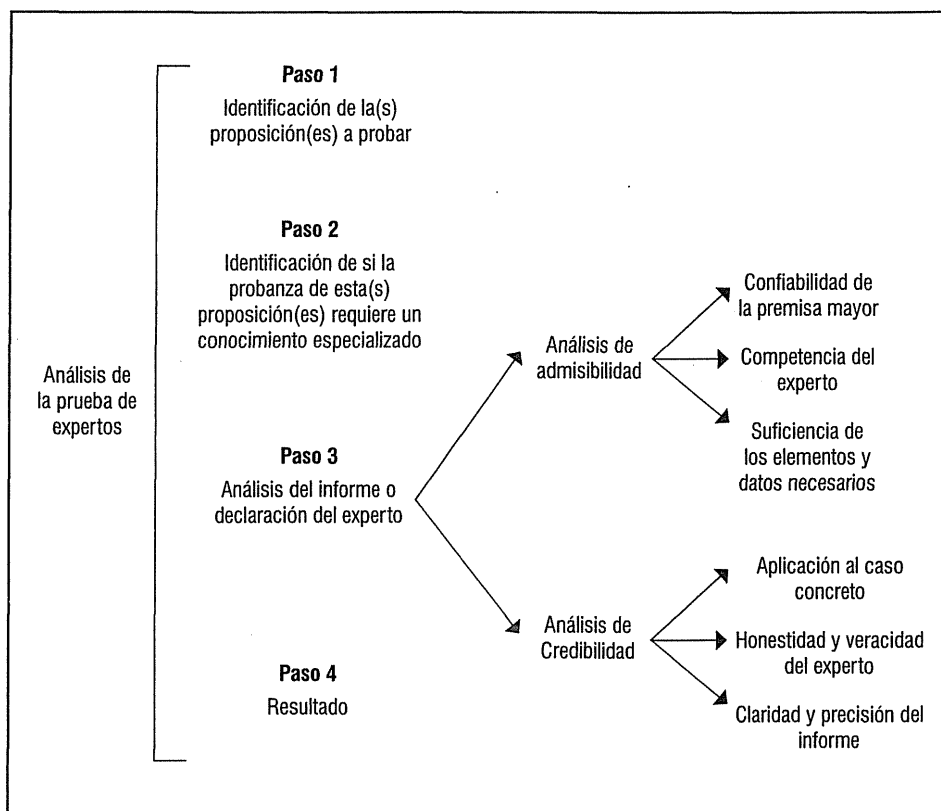 Análisis de
la prueba de
expertos
Paso 1
Identificación de la(s)
proposición(es) a probar
Paso 2
Identificación de si la
probanza de esta(s)
proposición(es) requiere un
conocimiento especializado
Paso 3
Análisis del informe o
declaración del experto
Paso 4
Resultado
Análisis de
admisibilidad
Confiabilidad de
la premisa mayor
Competencia del
experto
Suficiencia de
los elementos y
datos necesarios
Análisis de
Credibilidad
Aplicación al caso
concreto
Honestidad y veracidad
del experto
Claridad y precisión del
informe